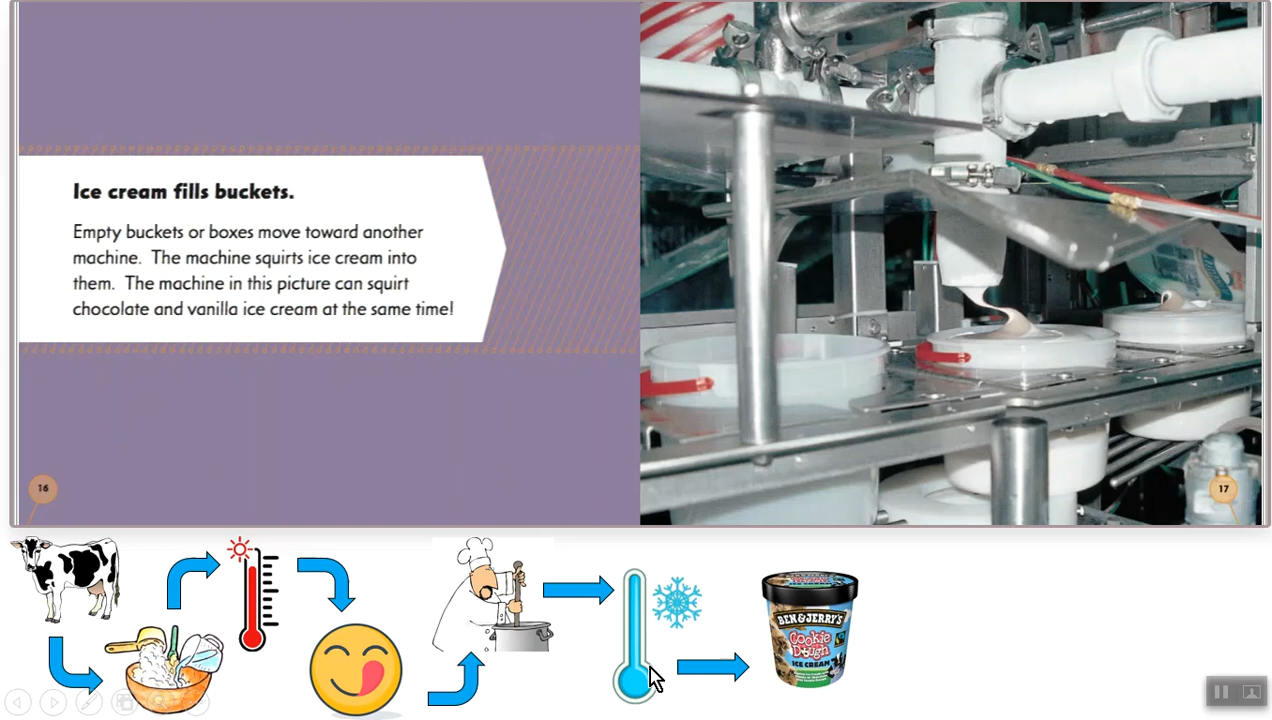 Ice cream fills buckets.
Empty buckets or boxes move toward another
machine. The machine squirts ice cream into
them. The machine in this picture can squirt
chocolate and vanilla ice cream at the same time!
16
17
BEN & JERRY'S
Cookie
Dough
ICE CREAM